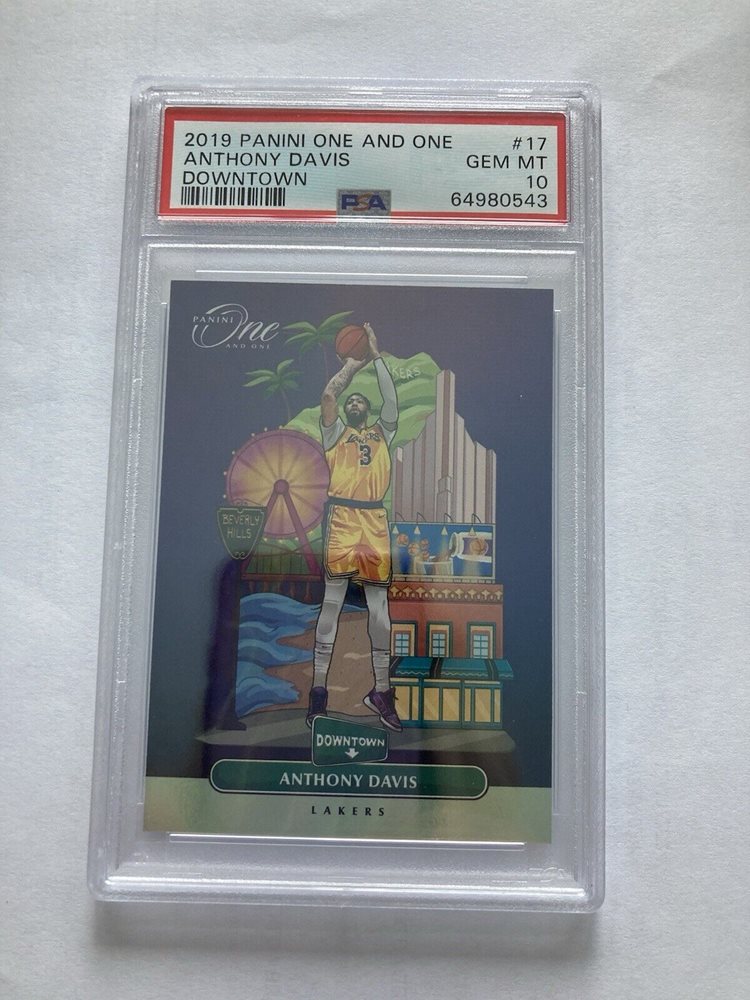 2019 PANINI ONE AND ONE #17
ANTHONY DAVIS GEM MT
DOWNTOWN 10
PSA 64980543
PANINI
One
AND ONE
KERS
LAKERS
3
BEVERLY
HILLS
DOWNTOWN
ANTHONY DAVIS
LAKERS